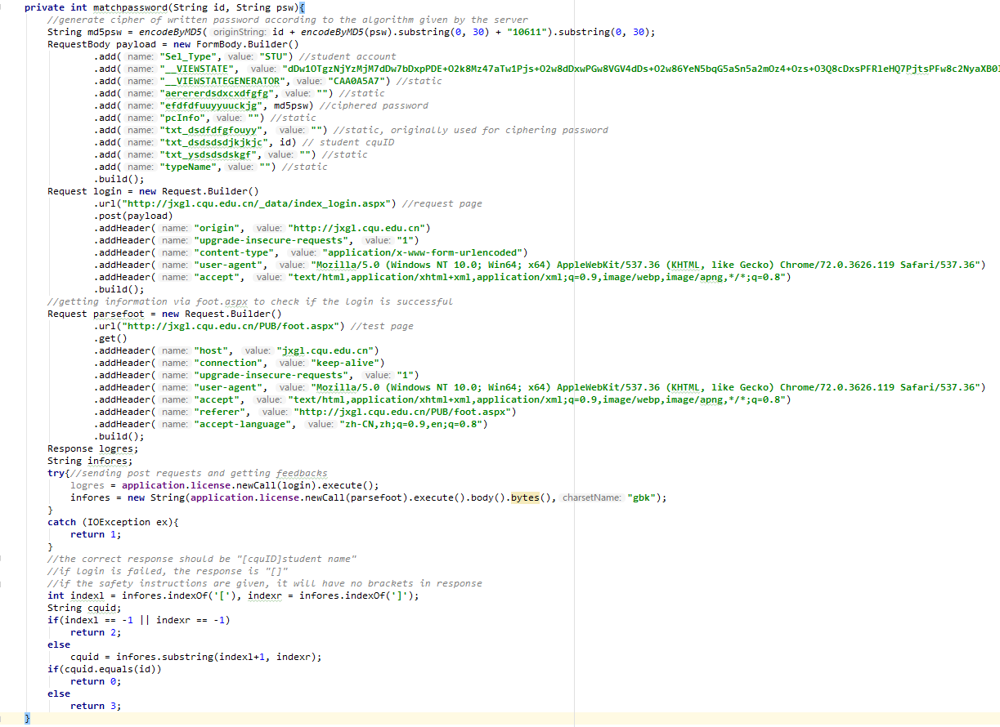 private int matchpassword(String id, String psw){
//generate cipher of written password according to the algorithm given by the server
String md5psw = encodeByMD5( originString: id + encodeByMD5(psw).substring(0, 30) + "10611").substring(0, 30);
RequestBody payload = new FormBody.Builder()
.add( name: "Sel_Type", value: "STU") //student account
.add( name: "__VIEWSTATE", value: "dDw1OTgzNjYzMjM7dDw7bDxpPDE+O2k8Mz47aTw1Pjs+O2w8dDxwPGw8VGV4dDs+O2w86YeN5bqG5aSn5a2mOz4+Ozs+O3Q8cDxsPFRleHQ7PjtsPFw8c2NyaXB0I
.add( name: "__VIEWSTATEGENERATOR", value: "CAA0A5A7") //static
.add( name: "aerererdsdxcxdfgfg", value: "") //static
.add( name: "efdfdfuuyyuuckjg", md5psw) //ciphered password
.add( name: "pcInfo", value: "") //static
.add( name: "txt_dsdfdfgfouyy", value: "") //static, originally used for ciphering password
.add( name: "txt_dsdsdsdjkjkjc", id) // student cquID
.add( name: "txt_ysdsdsdskgf", value: "") //static
.add( name: "typeName", value: "") //static
.build();
Request login = new Request.Builder()
.url("http://jxgl.cqu.edu.cn/_data/index_login.aspx") //request page
.post(payload)
.addHeader( name: "origin", value: "http://jxgl.cqu.edu.cn")
.addHeader( name: "upgrade-insecure-requests", value: "1")
.addHeader( name: "content-type", value: "application/x-www-form-urlencoded")
.addHeader( name: "user-agent", value: "Mozilla/5.0 (Windows NT 10.0; Win64; x64) AppleWebKit/537.36 (KHTML, like Gecko) Chrome/72.0.3626.119 Safari/537.36")
.addHeader( name: "accept", value: "text/html,application/xhtml+xml,application/xml;q=0.9,image/webp,image/apng,*/*;q=0.8")
.build();
//getting information via foot.aspx to check if the login is successful
Request parsefoot = new Request.Builder()
.url("http://jxgl.cqu.edu.cn/PUB/foot.aspx") //test page
.get()
.addHeader( name: "host", value: "jxgl.cqu.edu.cn")
.addHeader( name: "connection", value: "keep-alive")
.addHeader( name: "upgrade-insecure-requests", value: "1")
.addHeader( name: "user-agent", value: "Mozilla/5.0 (Windows NT 10.0; Win64; x64) AppleWebKit/537.36 (KHTML, like Gecko) Chrome/72.0.3626.119 Safari/537.36")
.addHeader( name: "accept", value: "text/html,application/xhtml+xml,application/xml;q=0.9,image/webp,image/apng,*/*;q=0.8")
.addHeader( name: "referer", value: "http://jxgl.cqu.edu.cn/PUB/foot.aspx")
.addHeader( name: "accept-language", value: "zh-CN,zh;q=0.9,en;q=0.8")
.build();
Response logres;
String infores;
try{//sending post requests and getting feedbacks
logres = application.license.newCall(login).execute();
infores = new String(application.license.newCall(parsefoot).execute().body().bytes(), charsetName: "gbk");
}
catch (IOException ex){
return 1;
}
//the correct response should be "[cquID]student name"
//if login is failed, the response is "[]"
//if the safety instructions are given, it will have no brackets in response
int indexl = infores.indexOf('['), indexr = infores.indexOf(']');
String cquid;
if(indexl == -1 || indexr == -1)
return 2;
else
cquid = infores.substring(indexl+1, indexr);
if(cquid.equals(id))
return 0;
else
return 3;
}